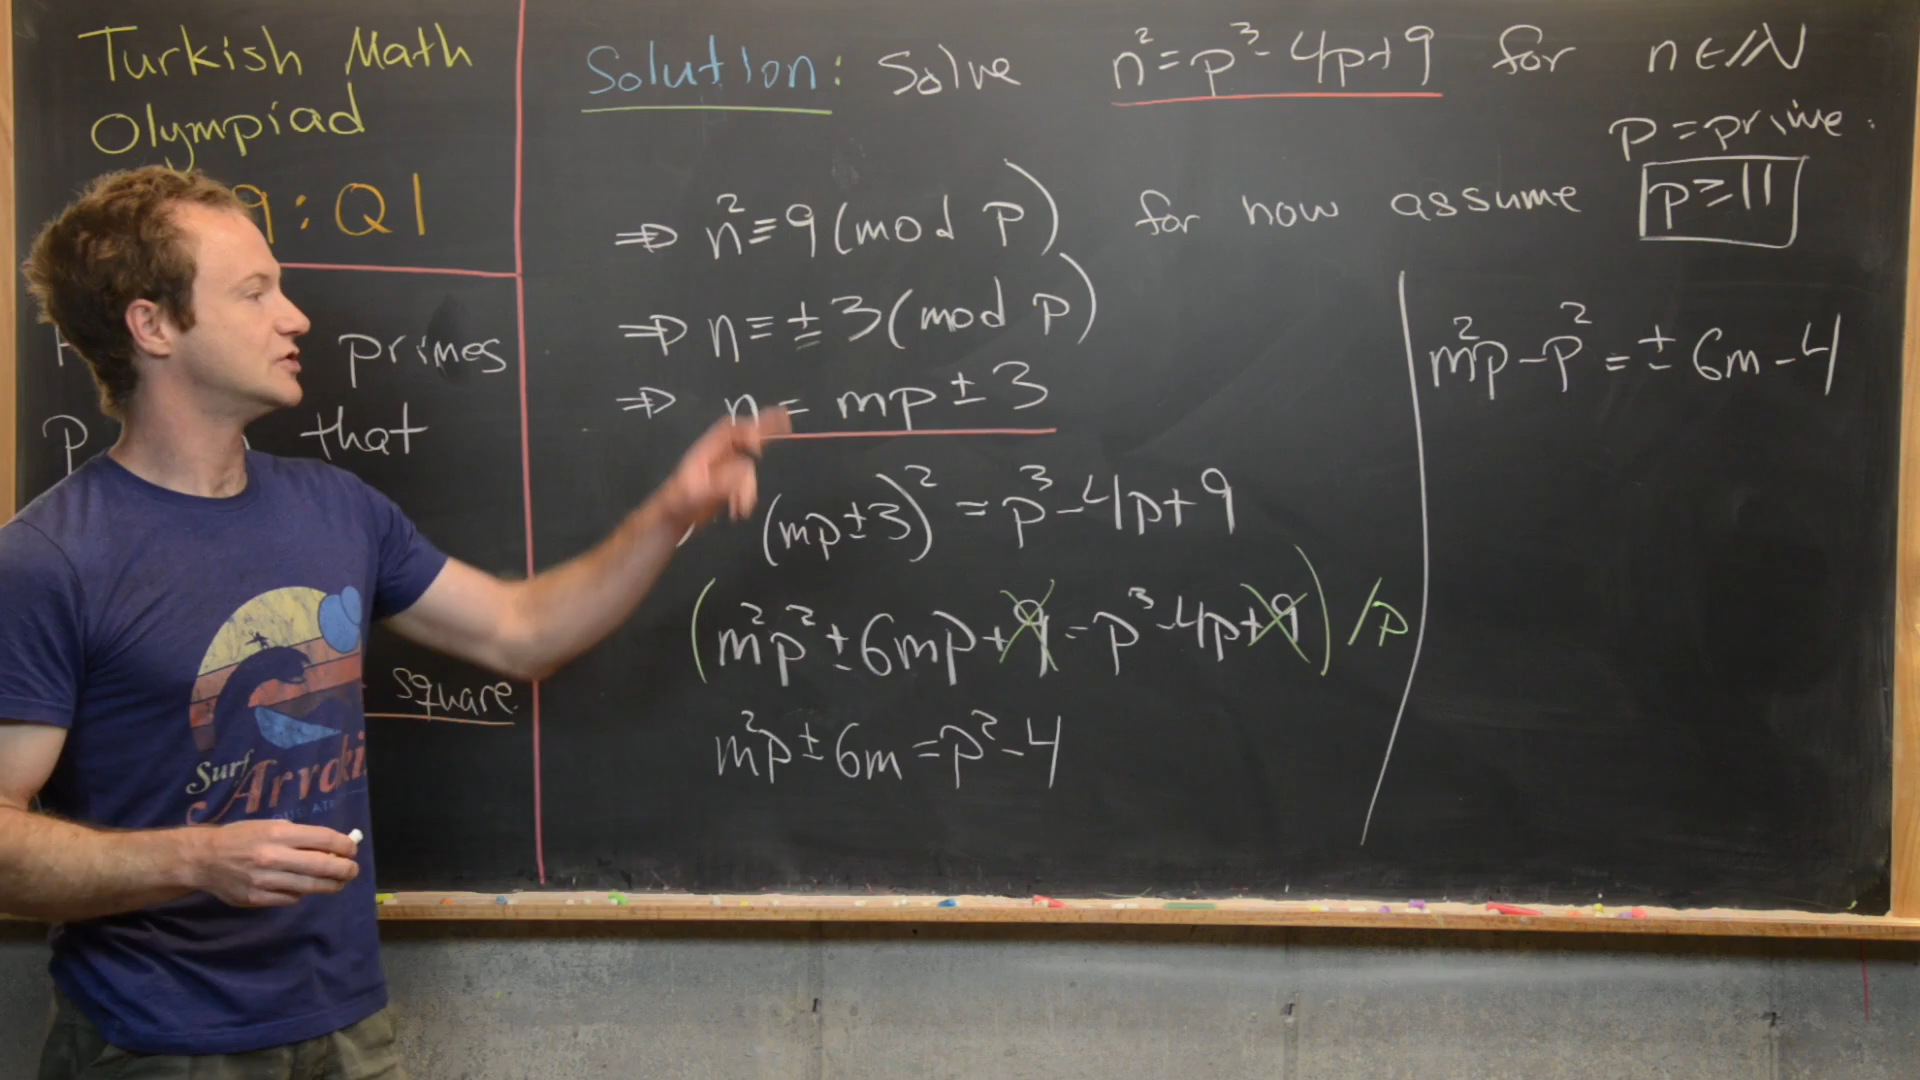 Turkish Math
Olympiad
9: Q1
primes
P that
square.
Solution: Solve n² = p³ - 4p + 9 for n ∈ ℕ
p = prime.
⇒ n² ≡ 9 (mod p) for now assume p ≥ 11
⇒ n ≡ ± 3 (mod p)
⇒ n = mp ± 3
(mp ± 3)² = p³ - 4p + 9
(m²p² ± 6mp + 9 = p³ - 4p + 9) /p
m²p ± 6m = p² - 4
m²p - p² = ± 6m - 4
Surf
Arrakis